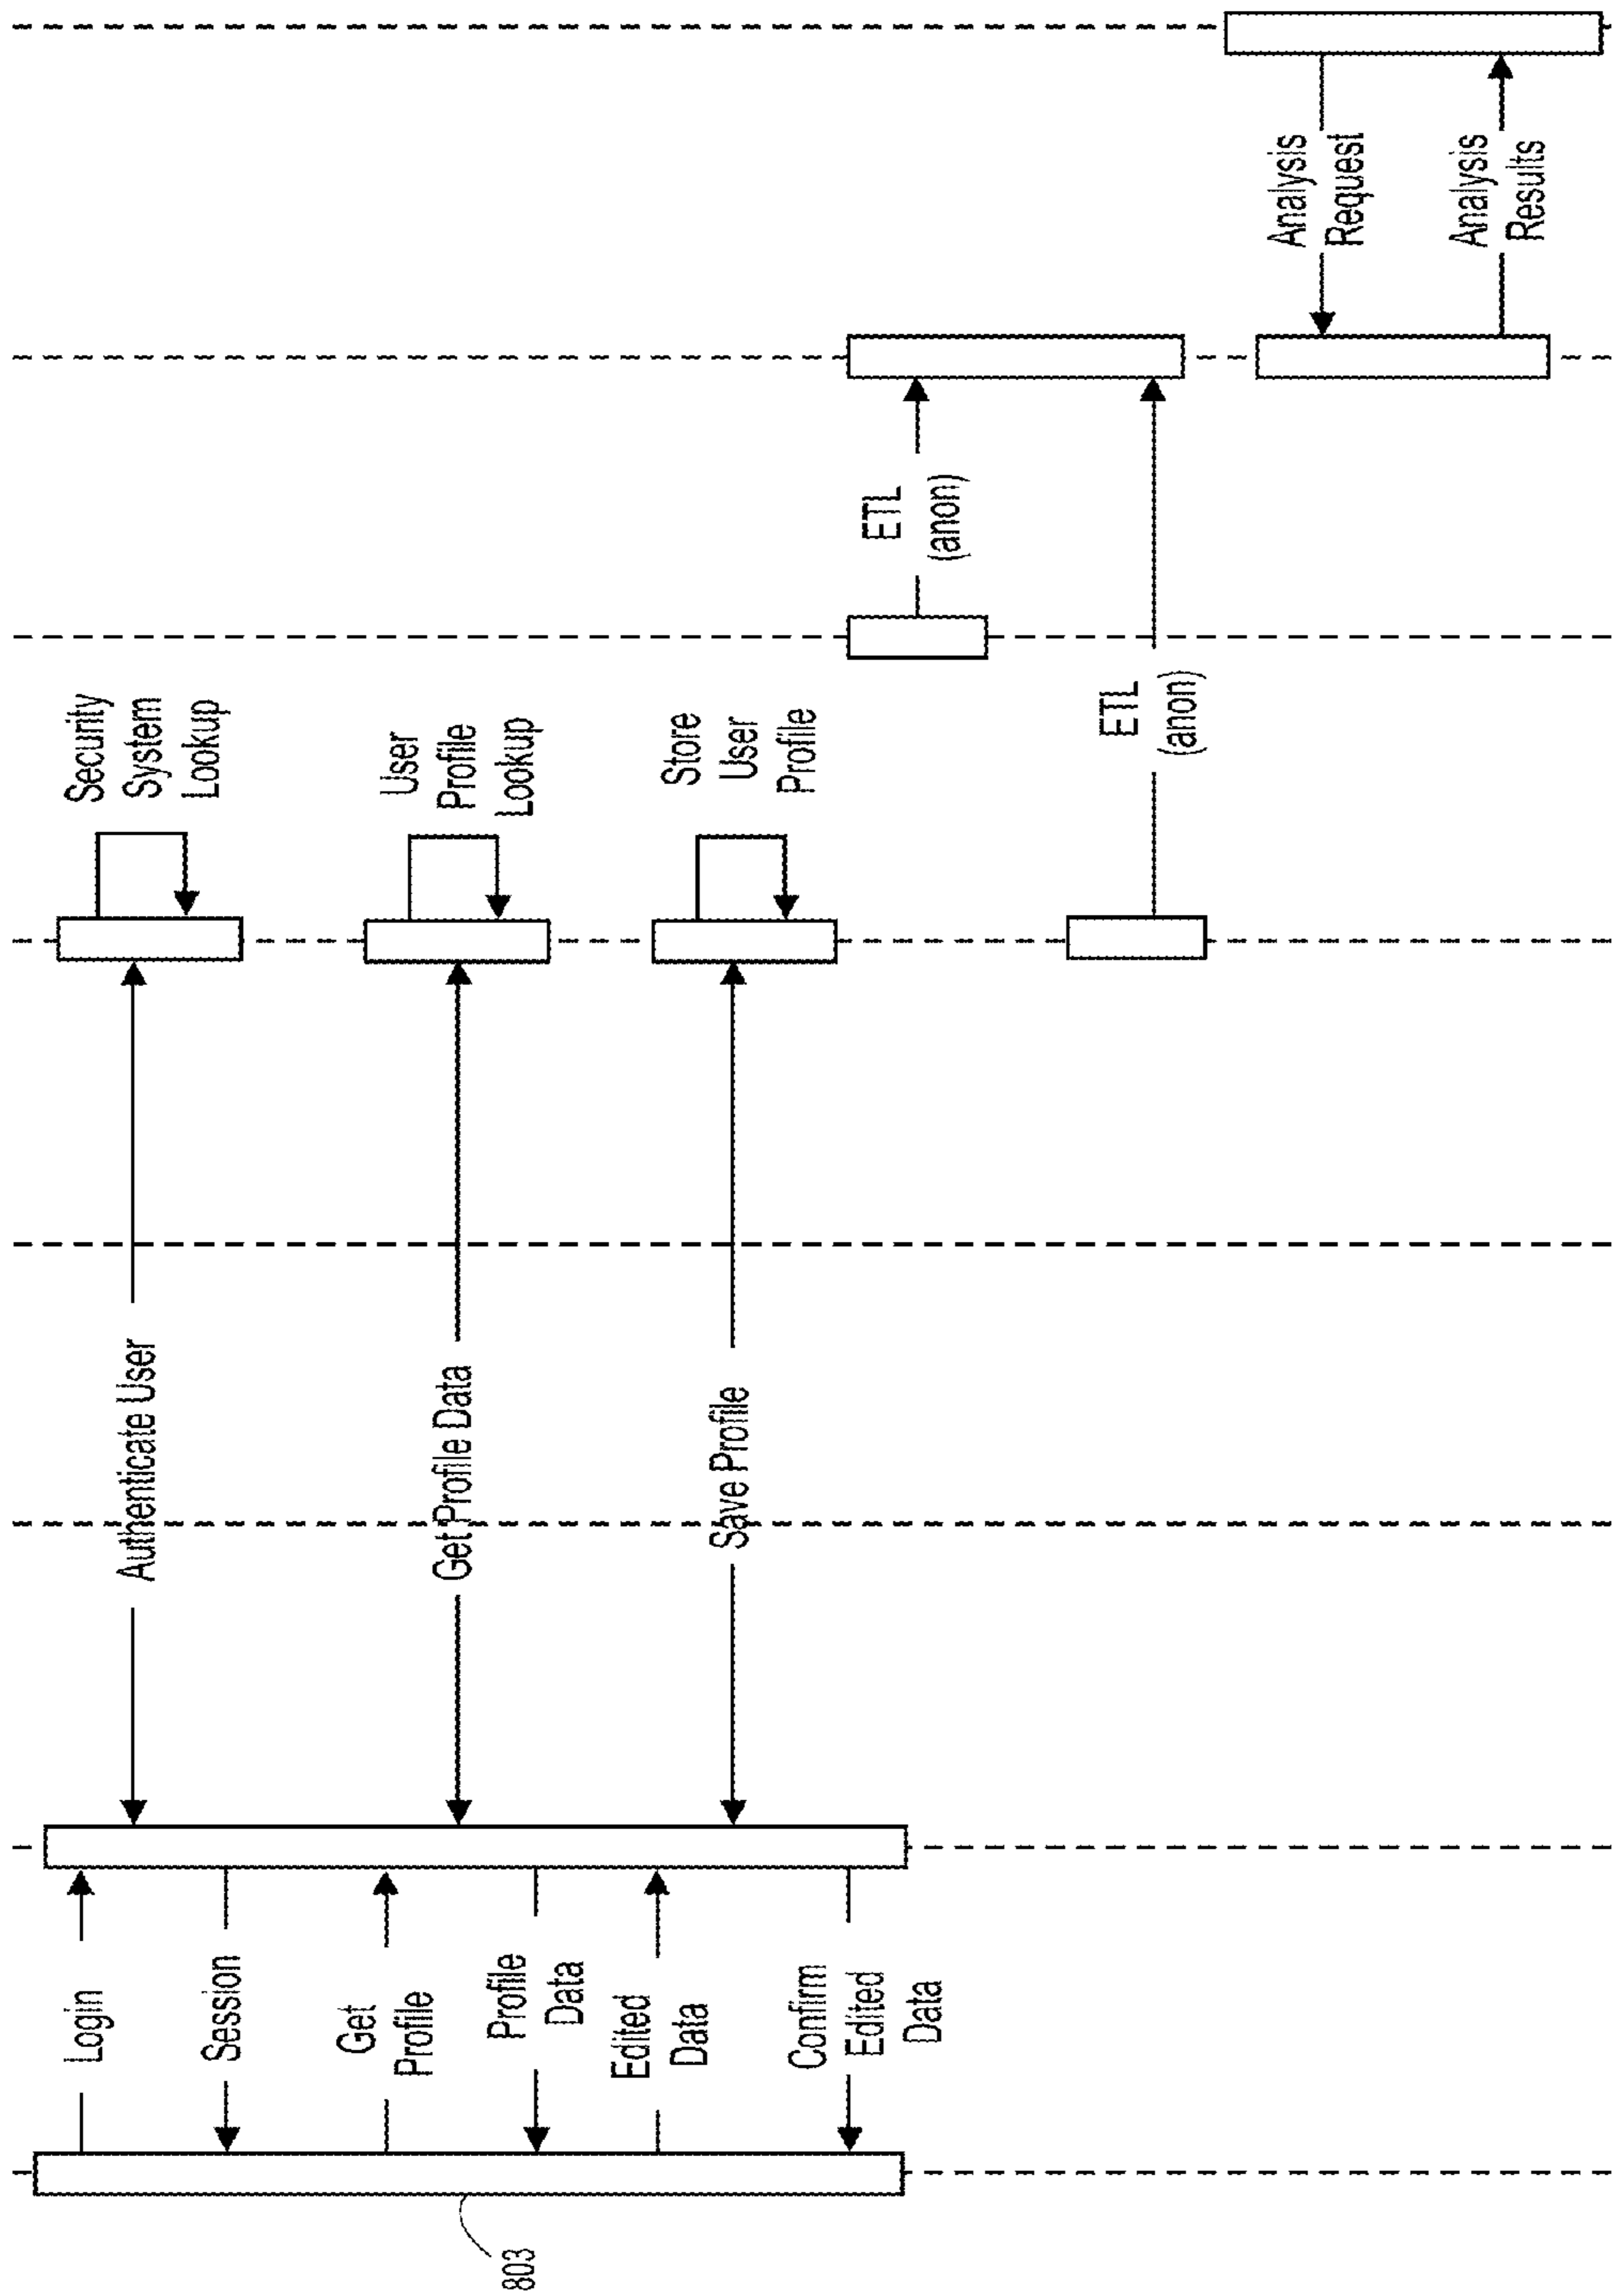 Login
Authenticate User
Security
System
Lookup
Session
Get
Profile
Get Profile Data
User
Profile
Lookup
Profile
Data
Edited
Data
Save Profile
Store
User
Profile
Confirm
Edited
Data
ETL
(anon)
ETL
(anon)
Analysis
Request
Analysis
Results
803